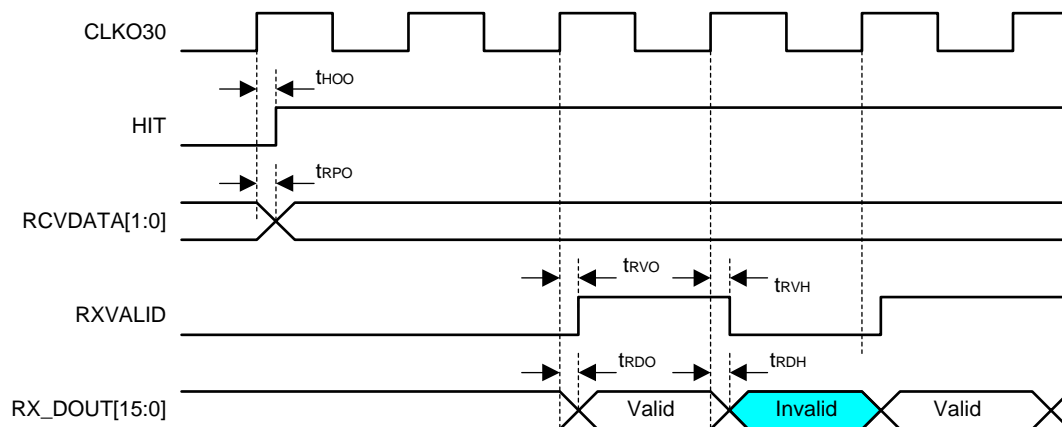 CLKO30
tHOO
HIT
tRPO
RCVDATA[1:0]
tRVO
tRVH
RXVALID
tRDO
tRDH
RX_DOUT[15:0]
Valid
Invalid
Valid